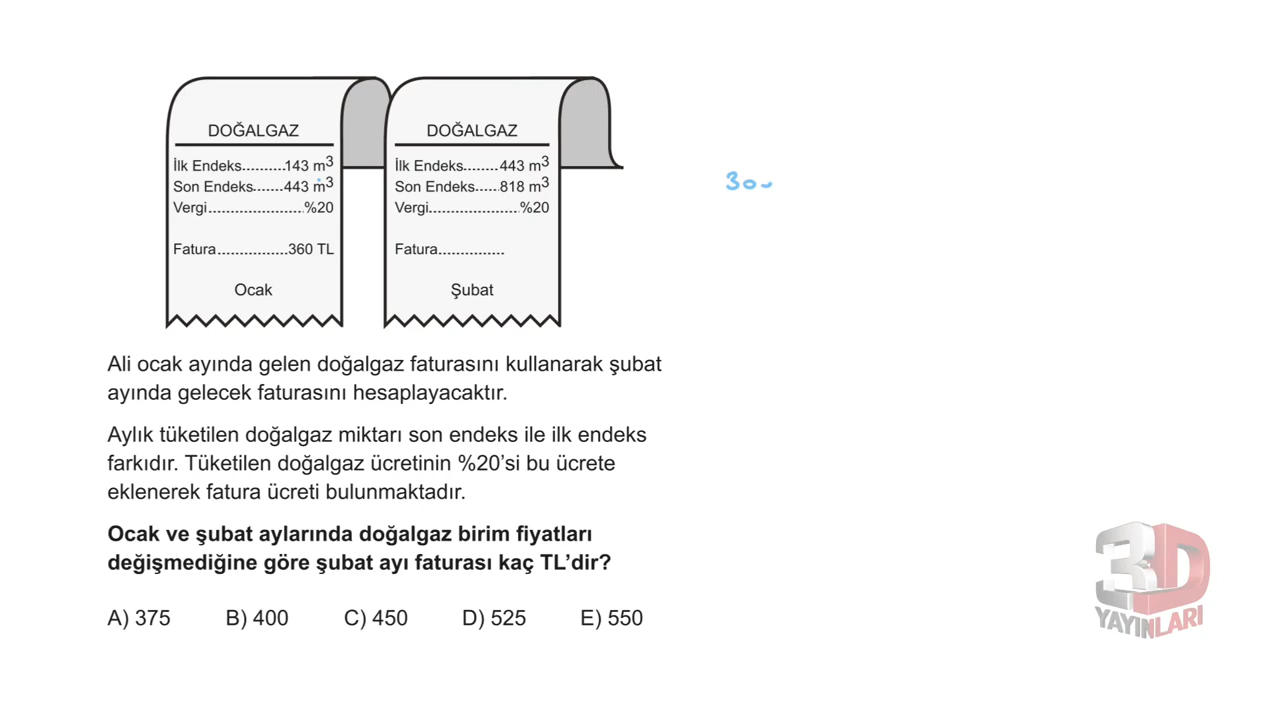 DOĞALGAZ
İlk Endeks..........143 m³
Son Endeks.......443 m³
Vergi.......................%20
Fatura................360 TL
Ocak
DOĞALGAZ
İlk Endeks........443 m³
Son Endeks.....818 m³
Vergi.....................%20
Fatura...............
Şubat
30
Ali ocak ayında gelen doğalgaz faturasını kullanarak şubat
ayında gelecek faturasını hesaplayacaktır.
Aylık tüketilen doğalgaz miktarı son endeks ile ilk endeks
farkıdır. Tüketilen doğalgaz ücretinin %20’si bu ücrete
eklenerek fatura ücreti bulunmaktadır.
Ocak ve şubat aylarında doğalgaz birim fiyatları
değişmediğine göre şubat ayı faturası kaç TL’dir?
A) 375 B) 400 C) 450 D) 525 E) 550
3D
YAYINLARI